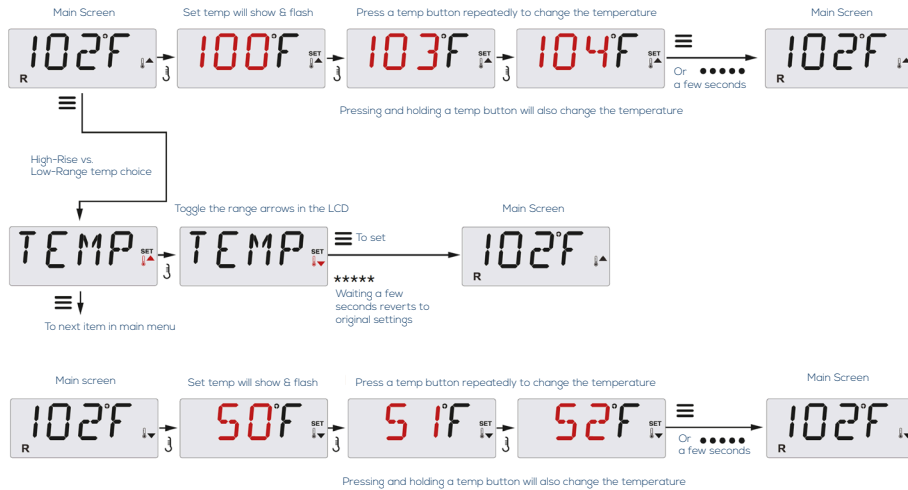 Main Screen
Set temp will show & flash
Press a temp button repeatedly to change the temperature
Main Screen
102°F
R
100°F
SET
103°F
SET
104°F
SET
Or
a few seconds
102°F
R
Pressing and holding a temp button will also change the temperature
High-Rise vs.
Low-Range temp choice
Toggle the range arrows in the LCD
Main Screen
TEMP
SET
TEMP
SET
To set
*****
Waiting a few
seconds reverts to
original settings
102°F
R
To next item in main menu
Main screen
Set temp will show & flash
Press a temp button repeatedly to change the temperature
Main Screen
102°F
R
50°F
SET
51°F
SET
52°F
SET
Or
a few seconds
102°F
R
Pressing and holding a temp button will also change the temperature